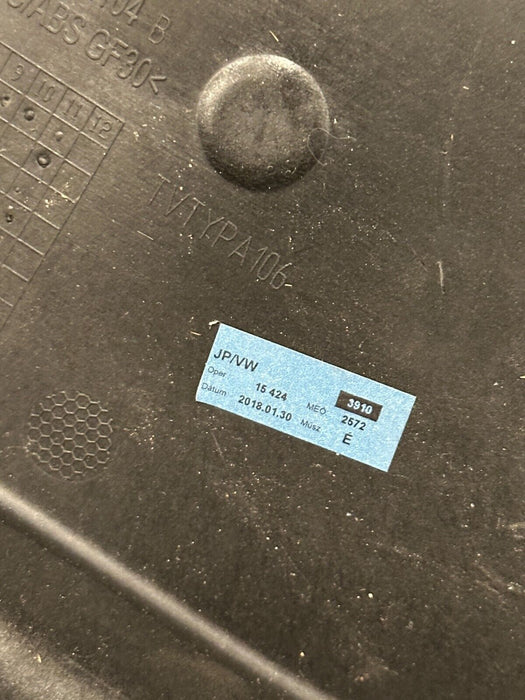 104-B
C/ABS GF30<
9 10 11 12
TVTYPA106
JP/VW
Oper 15 424 MEO 3910
Dátum 2018.01.30 2572
Műsz. É